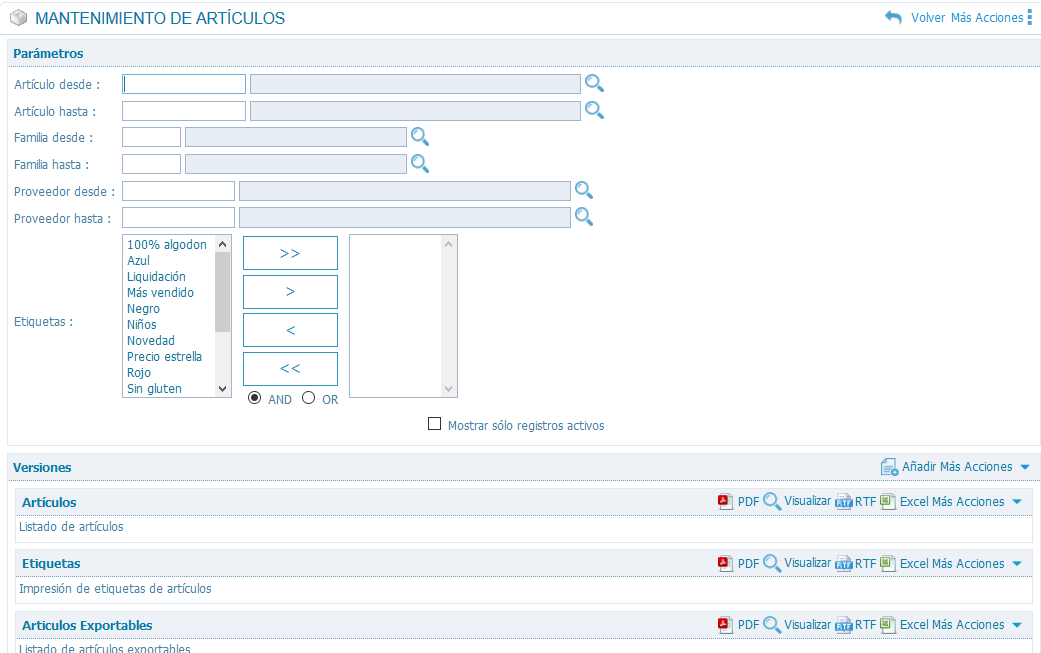 MANTENIMIENTO DE ARTÍCULOS
Volver Más Acciones
Parámetros
Artículo desde :
Artículo hasta :
Familia desde :
Familia hasta :
Proveedor desde :
Proveedor hasta :
Etiquetas :
100% algodon
Azul
Liquidación
Más vendido
Negro
Niños
Novedad
Precio estrella
Rojo
Sin gluten
>>
>
<
<<
AND OR
Mostrar sólo registros activos
Versiones
Añadir Más Acciones
Artículos
PDF Visualizar RTF Excel Más Acciones
Listado de artículos
Etiquetas
PDF Visualizar RTF Excel Más Acciones
Impresión de etiquetas de artículos
Articulos Exportables
PDF Visualizar RTF Excel Más Acciones
Listado de artículos exportables